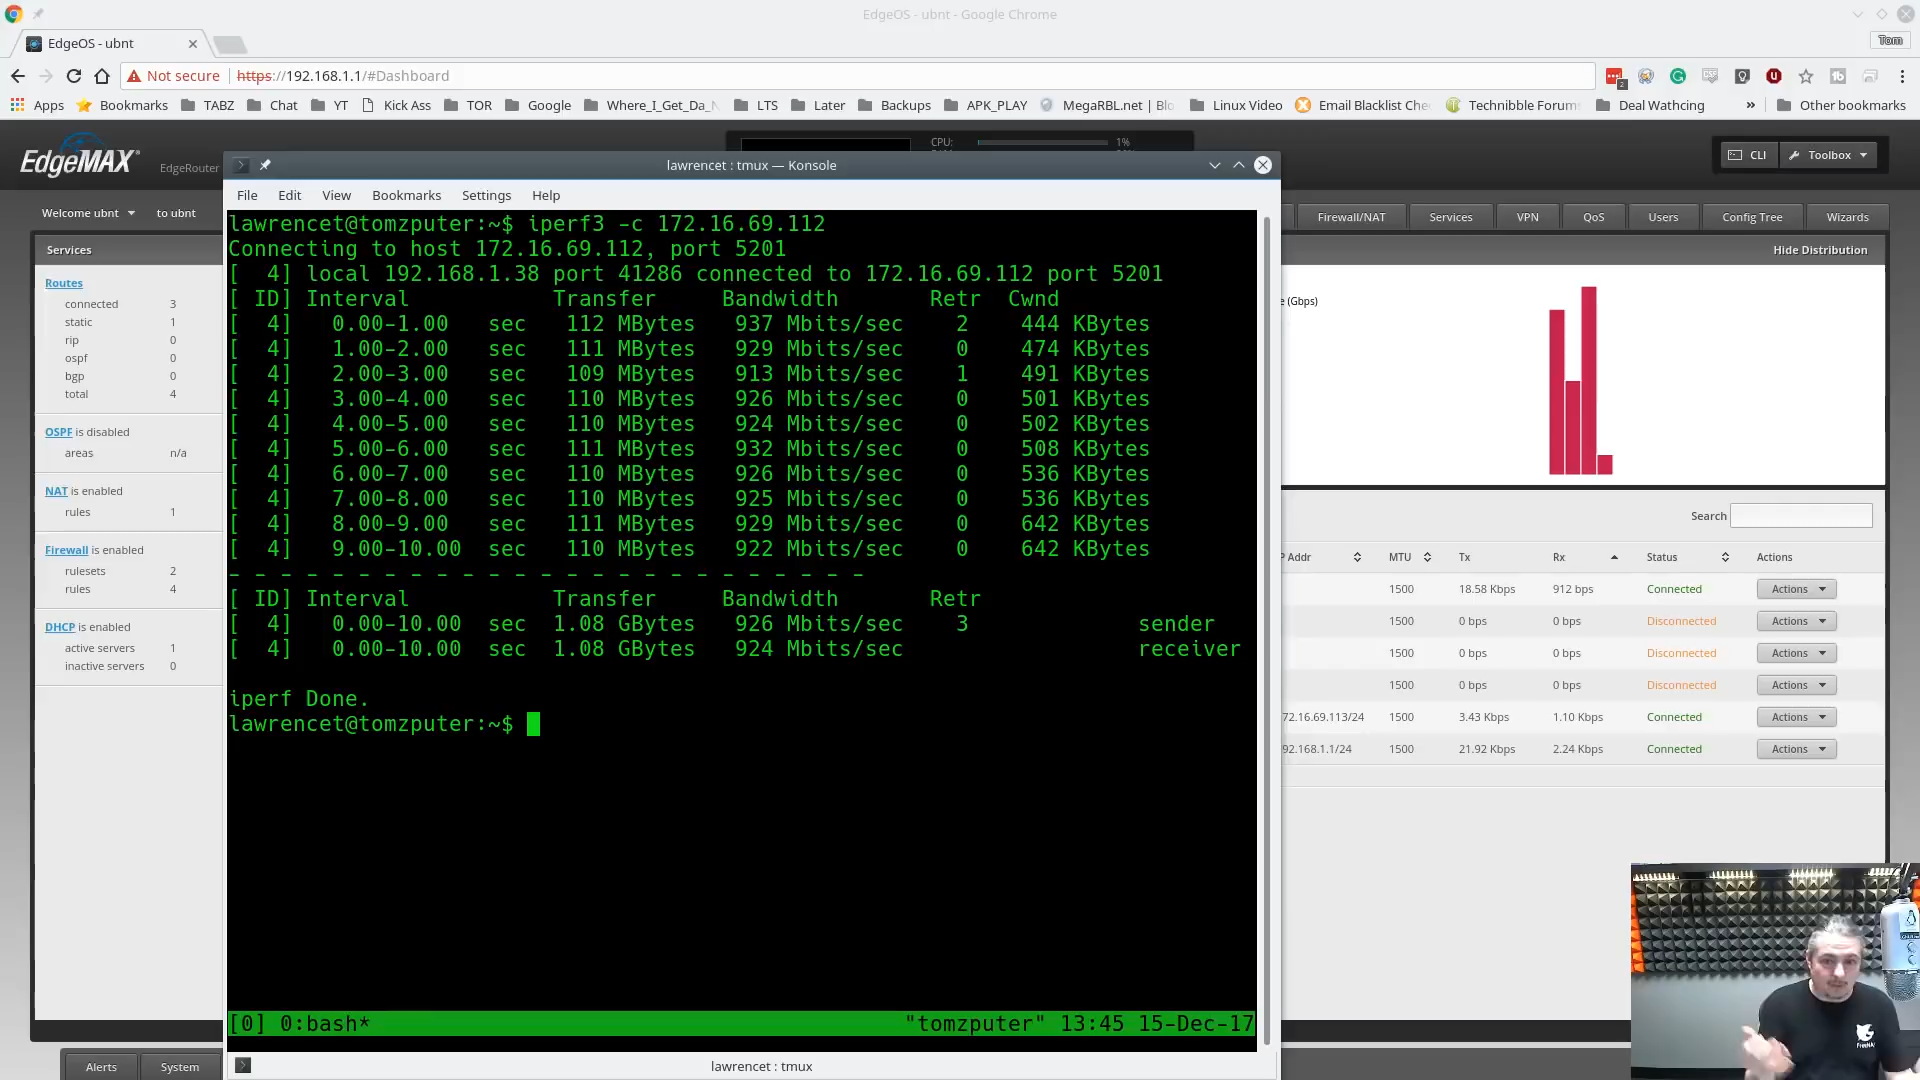 EdgeOS - ubnt - Google Chrome
EdgeOS - ubnt
Tom
Not secure https://192.168.1.1/#Dashboard
2
Apps Bookmarks TABZ Chat YT Kick Ass TOR Google Where_I_Get_Da_ LTS Later Backups APK_PLAY MegaRBL.net | Blo Linux Video Email Blacklist Che Technibble Forum Deal Wathcing » Other bookmarks
EdgeMAX EdgeRouter
CPU: 1%
CLI Toolbox
lawrencet : tmux — Konsole
File Edit View Bookmarks Settings Help
Welcome ubnt to ubnt
Firewall/NAT Services VPN QoS Users Config Tree Wizards
Services
Routes
connected 3
static 1
rip 0
ospf 0
bgp 0
total 4
OSPF is disabled
areas n/a
NAT is enabled
rules 1
Firewall is enabled
rulesets 2
rules 4
DHCP is enabled
active servers 1
inactive servers 0
Alerts System
lawrencet@tomzputer:~$ iperf3 -c 172.16.69.112
Connecting to host 172.16.69.112, port 5201
[  4] local 192.168.1.38 port 41286 connected to 172.16.69.112 port 5201
[ ID] Interval Transfer Bandwidth Retr Cwnd
[  4] 0.00-1.00 sec 112 MBytes 937 Mbits/sec 2 444 KBytes
[  4] 1.00-2.00 sec 111 MBytes 929 Mbits/sec 0 474 KBytes
[  4] 2.00-3.00 sec 109 MBytes 913 Mbits/sec 1 491 KBytes
[  4] 3.00-4.00 sec 110 MBytes 926 Mbits/sec 0 501 KBytes
[  4] 4.00-5.00 sec 110 MBytes 924 Mbits/sec 0 502 KBytes
[  4] 5.00-6.00 sec 111 MBytes 932 Mbits/sec 0 508 KBytes
[  4] 6.00-7.00 sec 110 MBytes 926 Mbits/sec 0 536 KBytes
[  4] 7.00-8.00 sec 110 MBytes 925 Mbits/sec 0 536 KBytes
[  4] 8.00-9.00 sec 111 MBytes 929 Mbits/sec 0 642 KBytes
[  4] 9.00-10.00 sec 110 MBytes 922 Mbits/sec 0 642 KBytes
- - - - - - - - - - - - - - - - - - - - - - - - -
[ ID] Interval Transfer Bandwidth Retr
[  4] 0.00-10.00 sec 1.08 GBytes 926 Mbits/sec 3 sender
[  4] 0.00-10.00 sec 1.08 GBytes 924 Mbits/sec receiver
iperf Done.
lawrencet@tomzputer:~$
[0] 0:bash* "tomzputer" 13:45 15-Dec-17
lawrencet : tmux
Hide Distribution
e (Gbps)
Search
P Addr MTU Tx Rx Status Actions
1500 18.58 Kbps 912 bps Connected Actions
1500 0 bps 0 bps Disconnected Actions
1500 0 bps 0 bps Disconnected Actions
1500 0 bps 0 bps Disconnected Actions
72.16.69.113/24 1500 3.43 Kbps 1.10 Kbps Connected Actions
92.168.1.1/24 1500 21.92 Kbps 2.24 Kbps Connected Actions